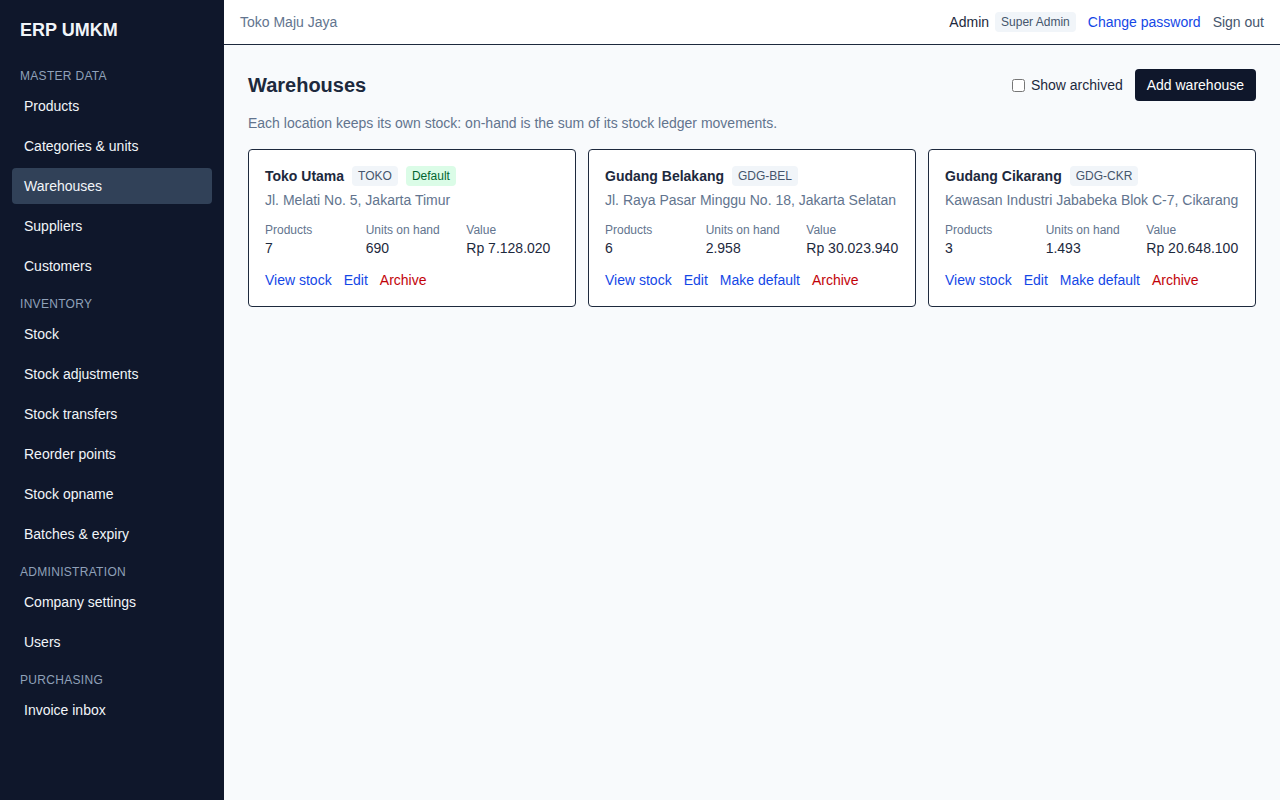 ERP UMKM
MASTER DATA
Products
Categories & units
Warehouses
Suppliers
Customers
INVENTORY
Stock
Stock adjustments
Stock transfers
Reorder points
Stock opname
Batches & expiry
ADMINISTRATION
Company settings
Users
PURCHASING
Invoice inbox
Toko Maju Jaya
Admin Super Admin Change password Sign out
Warehouses
Show archived Add warehouse
Each location keeps its own stock: on-hand is the sum of its stock ledger movements.
Toko Utama TOKO Default
Jl. Melati No. 5, Jakarta Timur
Products Units on hand Value
7 690 Rp 7.128.020
View stock Edit Archive
Gudang Belakang GDG-BEL
Jl. Raya Pasar Minggu No. 18, Jakarta Selatan
Products Units on hand Value
6 2.958 Rp 30.023.940
View stock Edit Make default Archive
Gudang Cikarang GDG-CKR
Kawasan Industri Jababeka Blok C-7, Cikarang
Products Units on hand Value
3 1.493 Rp 20.648.100
View stock Edit Make default Archive